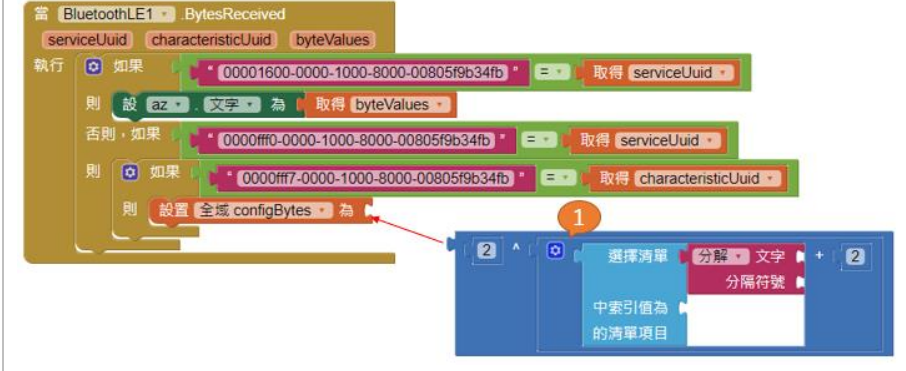 當 BluetoothLE1 .BytesReceived
serviceUuid characteristicUuid byteValues
執行 如果 " 00001600-0000-1000-8000-00805f9b34fb " = 取得 serviceUuid
則 設 az . 文字 為 取得 byteValues
否則，如果 " 0000fff0-0000-1000-8000-00805f9b34fb " = 取得 serviceUuid
則 如果 " 0000fff7-0000-1000-8000-00805f9b34fb " = 取得 characteristicUuid
則 設置 全域 configBytes 為
1
2 ^ 選擇清單 分解 文字 + 2
分隔符號
中索引值為
的清單項目